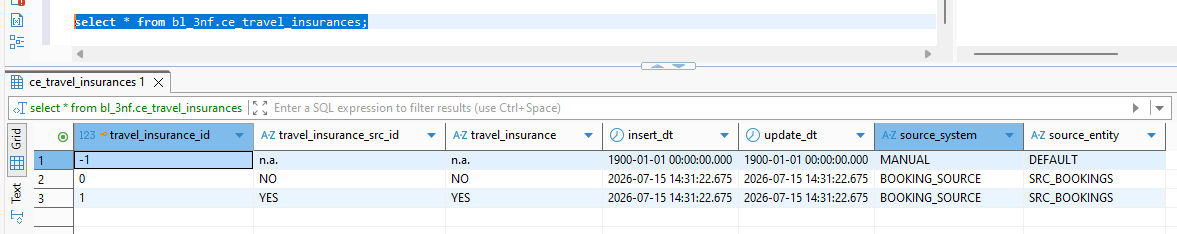 select * from bl_3nf.ce_travel_insurances;
ce_travel_insurances 1
select * from bl_3nf.ce_travel_insurances Enter a SQL expression to filter results (use Ctrl+Space)
Grid
Text
123 travel_insurance_id A-Z travel_insurance_src_id A-Z travel_insurance insert_dt update_dt A-Z source_system A-Z source_entity
1 -1 n.a. n.a. 1900-01-01 00:00:00.000 1900-01-01 00:00:00.000 MANUAL DEFAULT
2 0 NO NO 2026-07-15 14:31:22.675 2026-07-15 14:31:22.675 BOOKING_SOURCE SRC_BOOKINGS
3 1 YES YES 2026-07-15 14:31:22.675 2026-07-15 14:31:22.675 BOOKING_SOURCE SRC_BOOKINGS